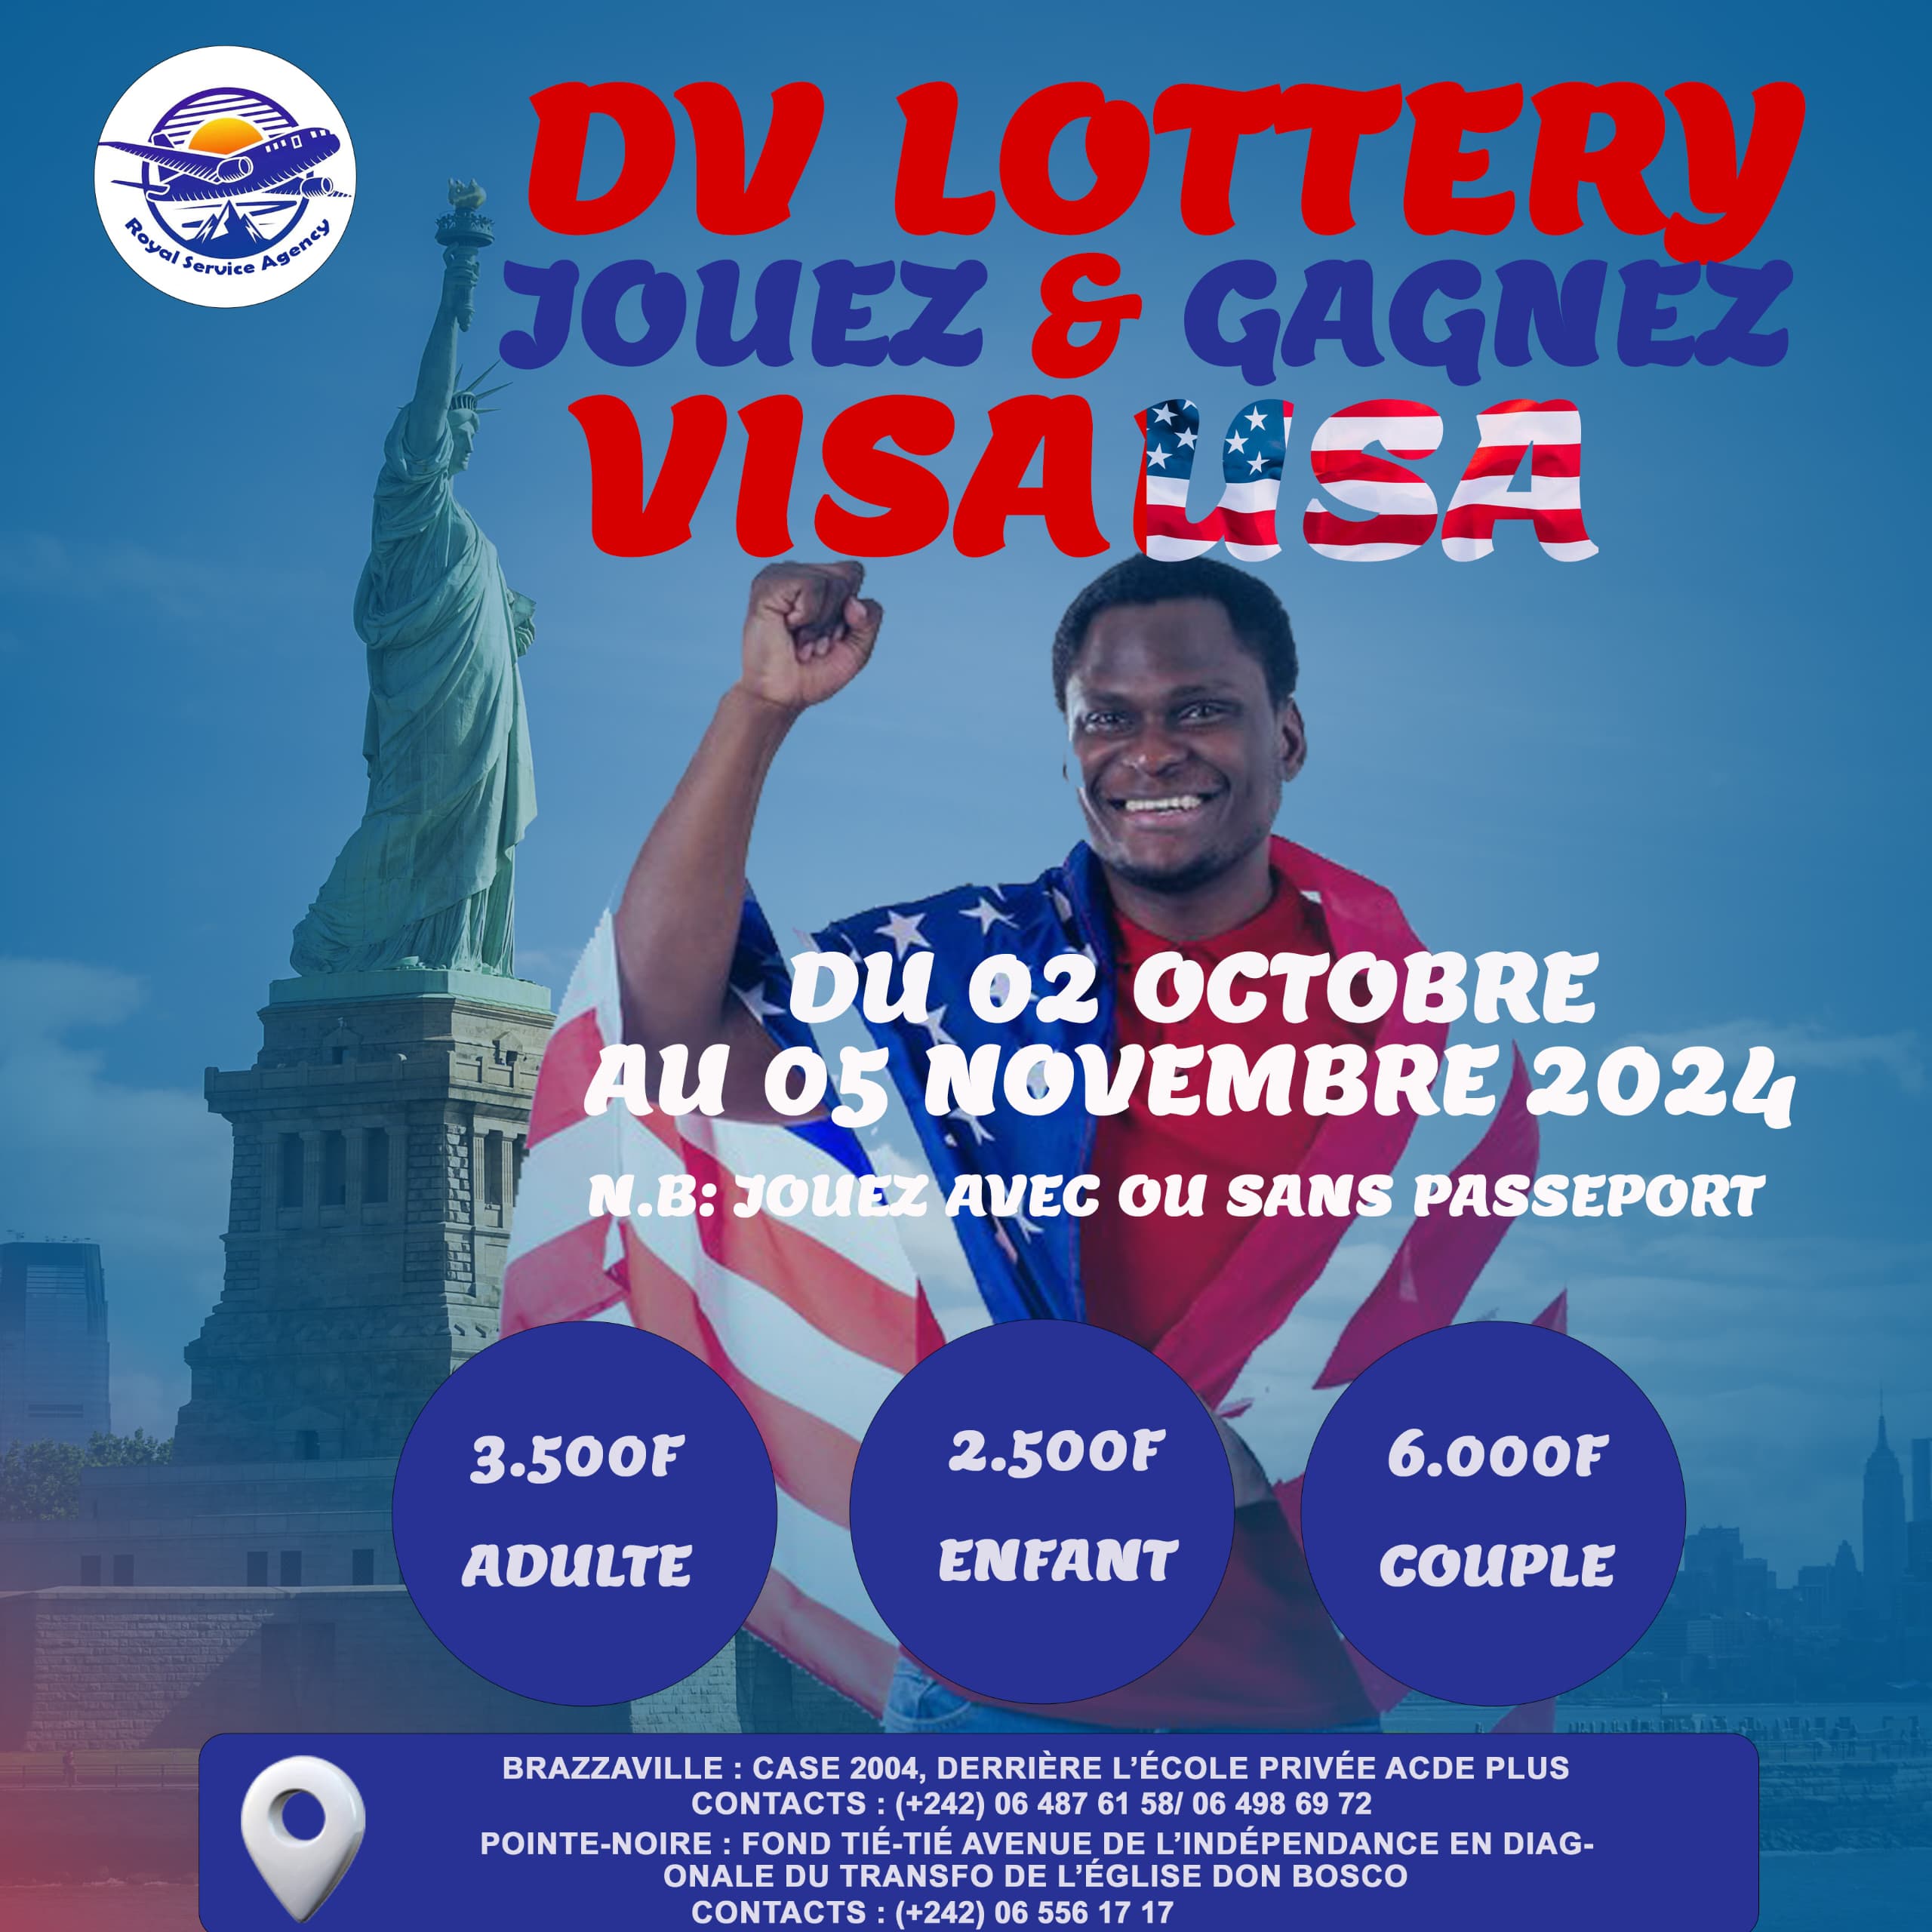 Royal Service Agency
DV LOTTERY
JOUEZ & GAGNEZ
VISA USA
DU 02 OCTOBRE
AU 05 NOVEMBRE 2024
N.B: JOUEZ AVEC OU SANS PASSEPORT
3.500F
ADULTE
2.500F
ENFANT
6.000F
COUPLE
BRAZZAVILLE : CASE 2004, DERRIÈRE L’ÉCOLE PRIVÉE ACDE PLUS
CONTACTS : (+242) 06 487 61 58/ 06 498 69 72
POINTE-NOIRE : FOND TIÉ-TIÉ AVENUE DE L’INDÉPENDANCE EN DIAG-
ONALE DU TRANSFO DE L’ÉGLISE DON BOSCO
CONTACTS : (+242) 06 556 17 17